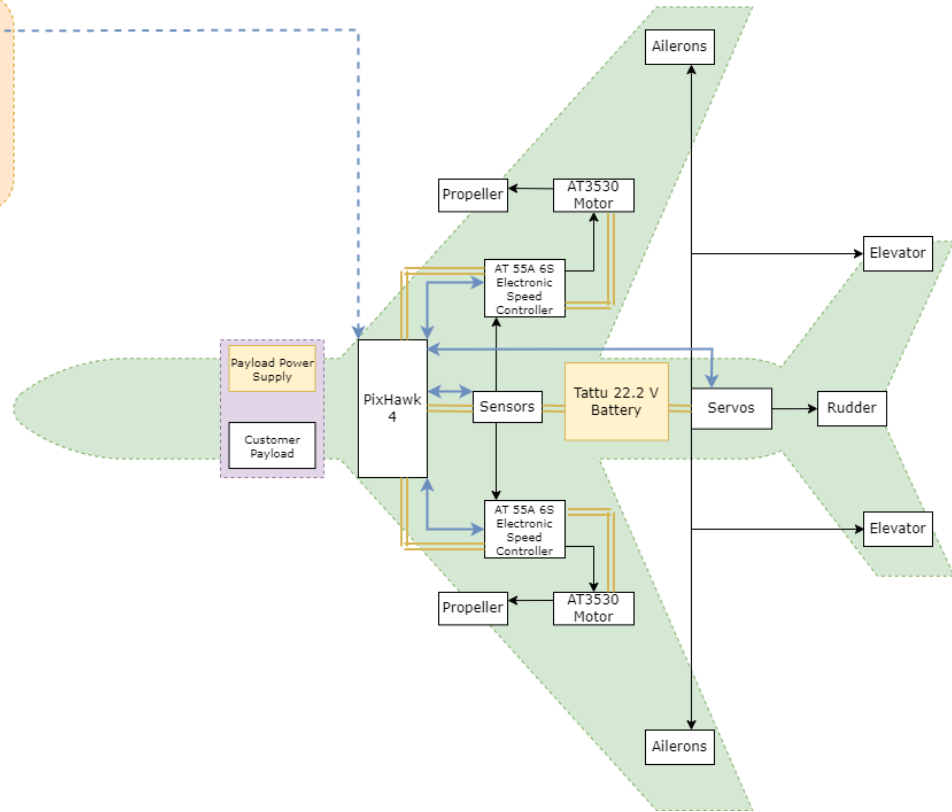 Ailerons
Propeller
AT3530
Motor
Elevator
AT 55A 6S
Electronic
Speed
Controller
Payload Power
Supply
PixHawk
4
Sensors
Tattu 22.2 V
Battery
Servos
Rudder
Customer
Payload
AT 55A 6S
Electronic
Speed
Controller
Elevator
Propeller
AT3530
Motor
Ailerons